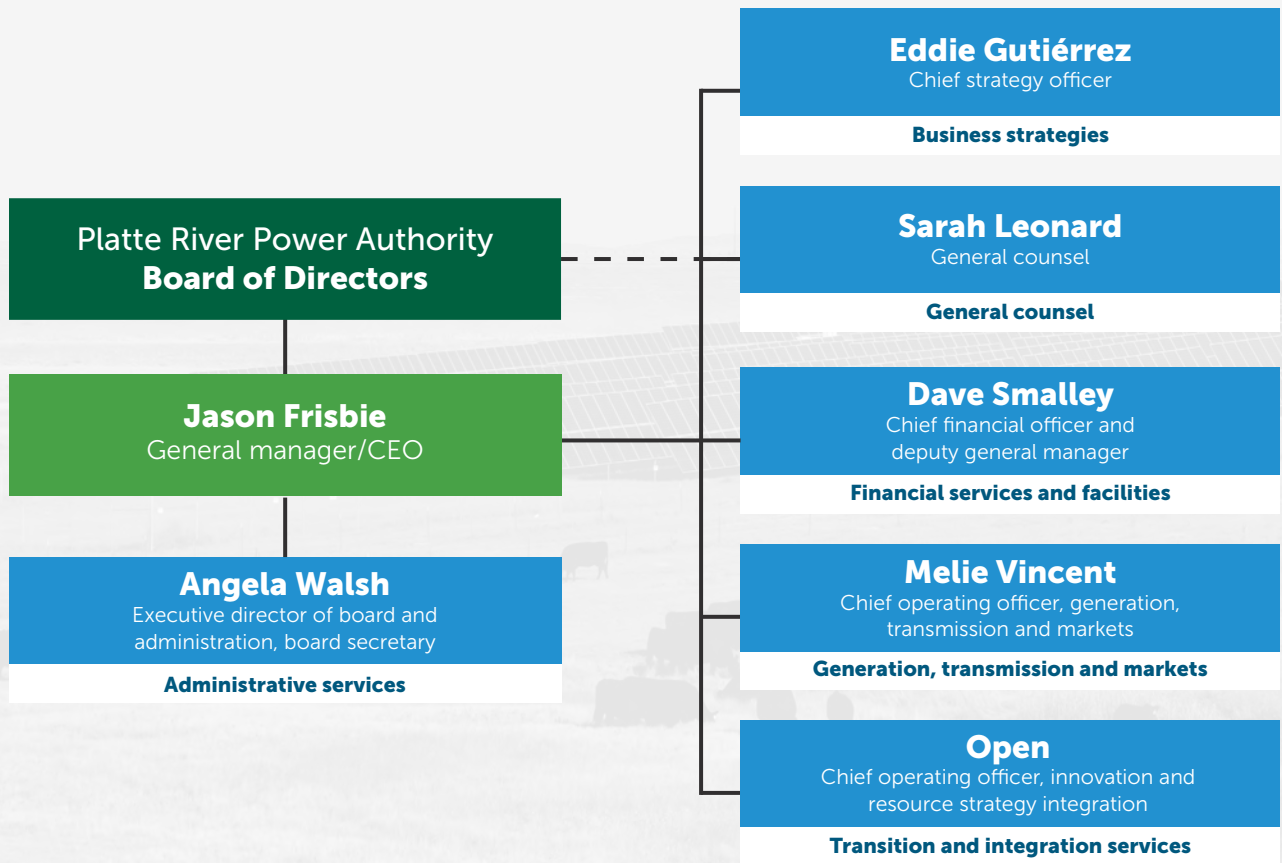 Platte River Power Authority
Board of Directors
Jason Frisbie
General manager/CEO
Angela Walsh
Executive director of board and
administration, board secretary
Administrative services
Eddie Gutiérrez
Chief strategy officer
Business strategies
Sarah Leonard
General counsel
General counsel
Dave Smalley
Chief financial officer and
deputy general manager
Financial services and facilities
Melie Vincent
Chief operating officer, generation,
transmission and markets
Generation, transmission and markets
Open
Chief operating officer, innovation and
resource strategy integration
Transition and integration services